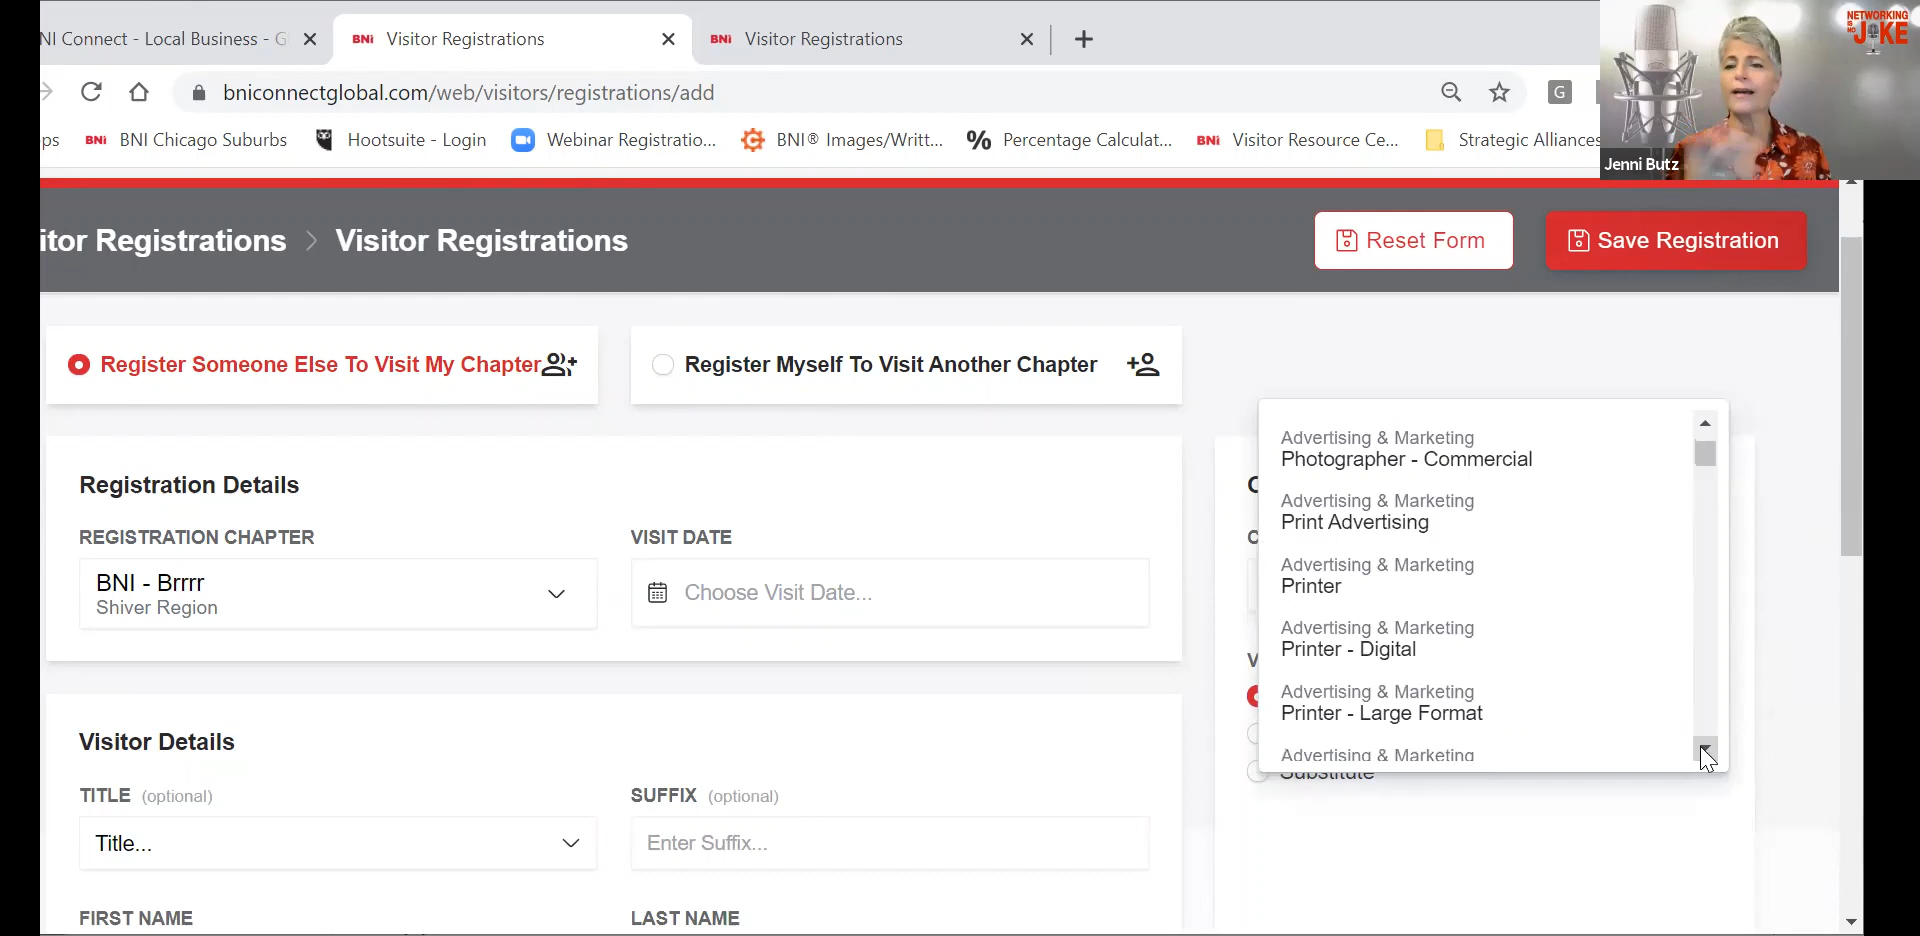 NI Connect - Local Business - G
BNI Visitor Registrations
BNI Visitor Registrations
bniconnectglobal.com/web/visitors/registrations/add
G
ps
BNI BNI Chicago Suburbs
Hootsuite - Login
Webinar Registratio...
BNI® Images/Writt...
% Percentage Calculat...
BNI Visitor Resource Ce...
Strategic Alliances
NETWORKING
IS NO JOKE
Jenni Butz
itor Registrations > Visitor Registrations
Reset Form
Save Registration
Register Someone Else To Visit My Chapter
Register Myself To Visit Another Chapter
Registration Details
REGISTRATION CHAPTER
BNI - Brrrr
Shiver Region
VISIT DATE
Choose Visit Date...
Visitor Details
TITLE (optional)
Title...
SUFFIX (optional)
Enter Suffix...
FIRST NAME
LAST NAME
C
C
V
Advertising & Marketing
Photographer - Commercial
Advertising & Marketing
Print Advertising
Advertising & Marketing
Printer
Advertising & Marketing
Printer - Digital
Advertising & Marketing
Printer - Large Format
Advertising & Marketing
Substitute